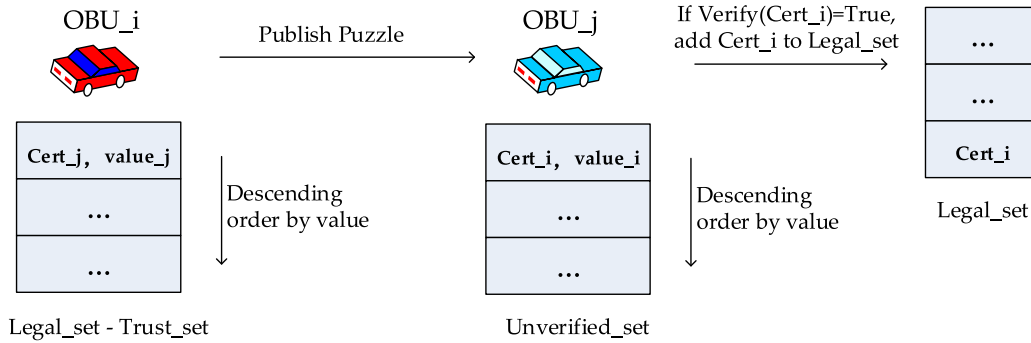 OBU_i
Publish Puzzle
OBU_j
If Verify(Cert_i)=True,
add Cert_i to Legal_set
Cert_j, value_j
...
...
Descending
order by value
Legal_set - Trust_set
Cert_i, value_i
...
...
Descending
order by value
Unverified_set
...
...
Cert_i
Legal_set